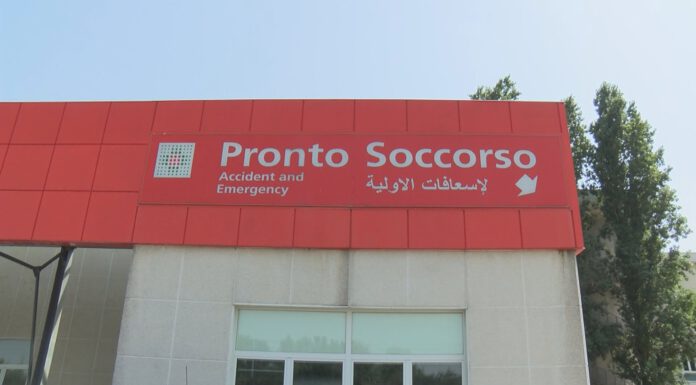 Pronto Soccorso
Accident and
Emergency
لإسعافات الاولية